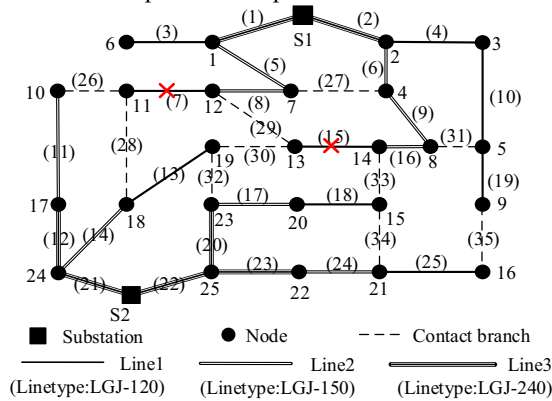 S1
(1) (2)
(3) (4)
6 1 2 3
(5) (6)
(26) (27)
10 11 (7) 12 (8) 7 4
(9) (10)
(29)
(28) (15) (31)
(11) (13) 19 (30) 13 14 (16) 8 5
(32) (33) (19)
(17) (18)
17 18 23 20 15 9
(12) (14) (20) (34) (35)
(23) (24) (25)
24 (21) (22) 25 22 21 16
S2
Substation Node Contact branch
Line1 Line2 Line3
(Linetype:LGJ-120) (Linetype:LGJ-150) (Linetype:LGJ-240)